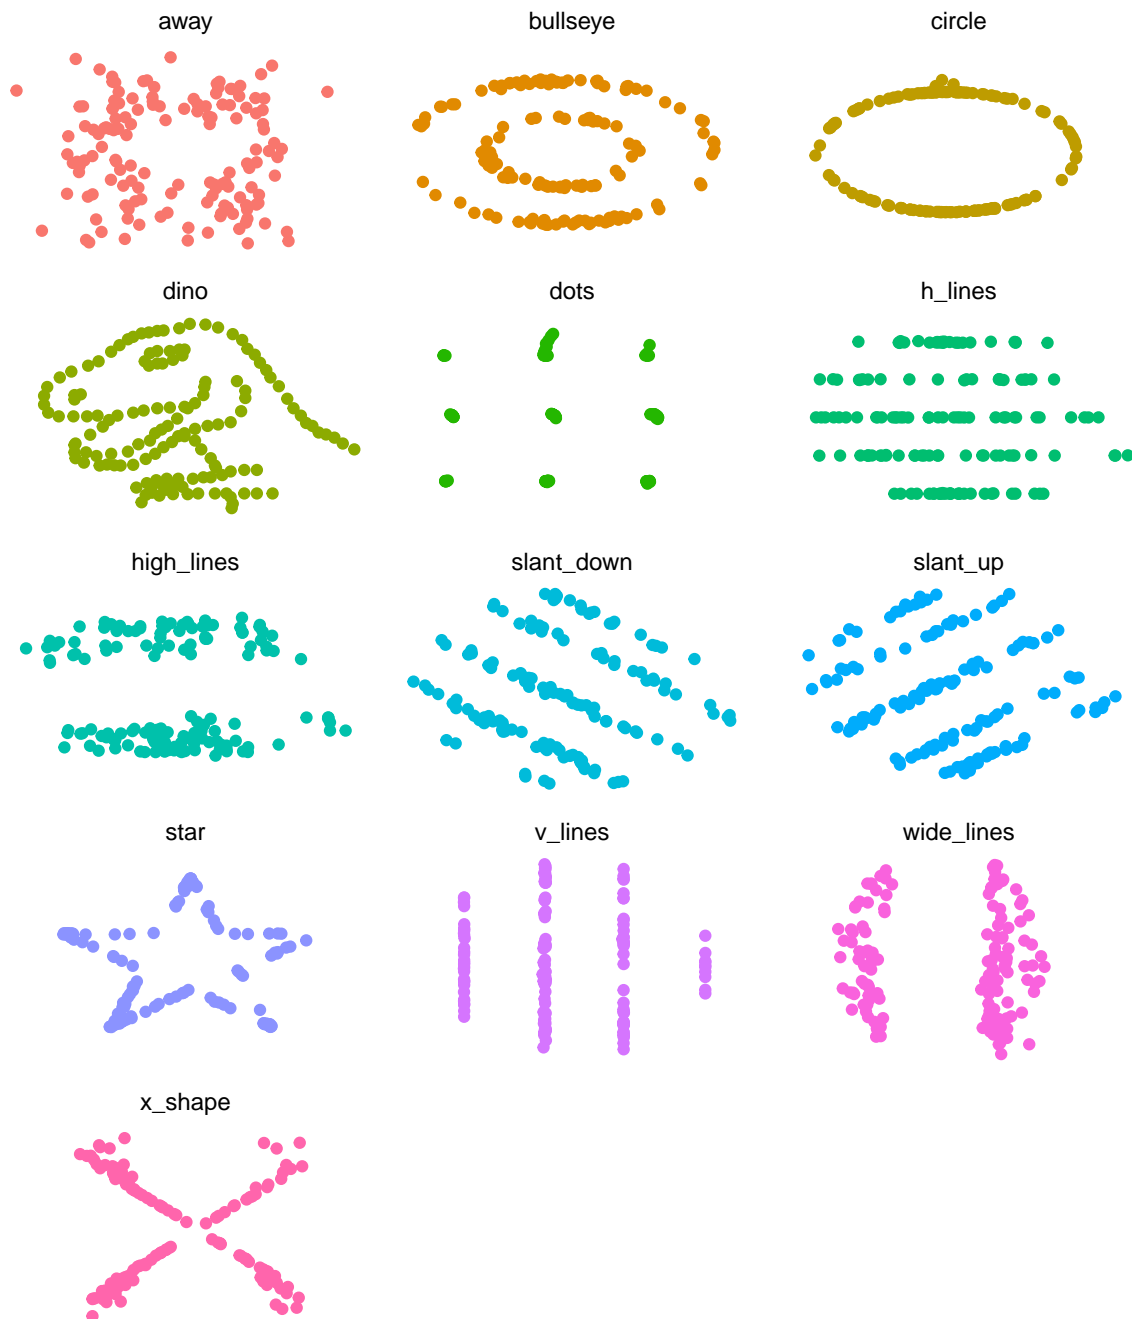 away
bullseye
circle
dino
dots
h_lines
high_lines
slant_down
slant_up
star
v_lines
wide_lines
x_shape